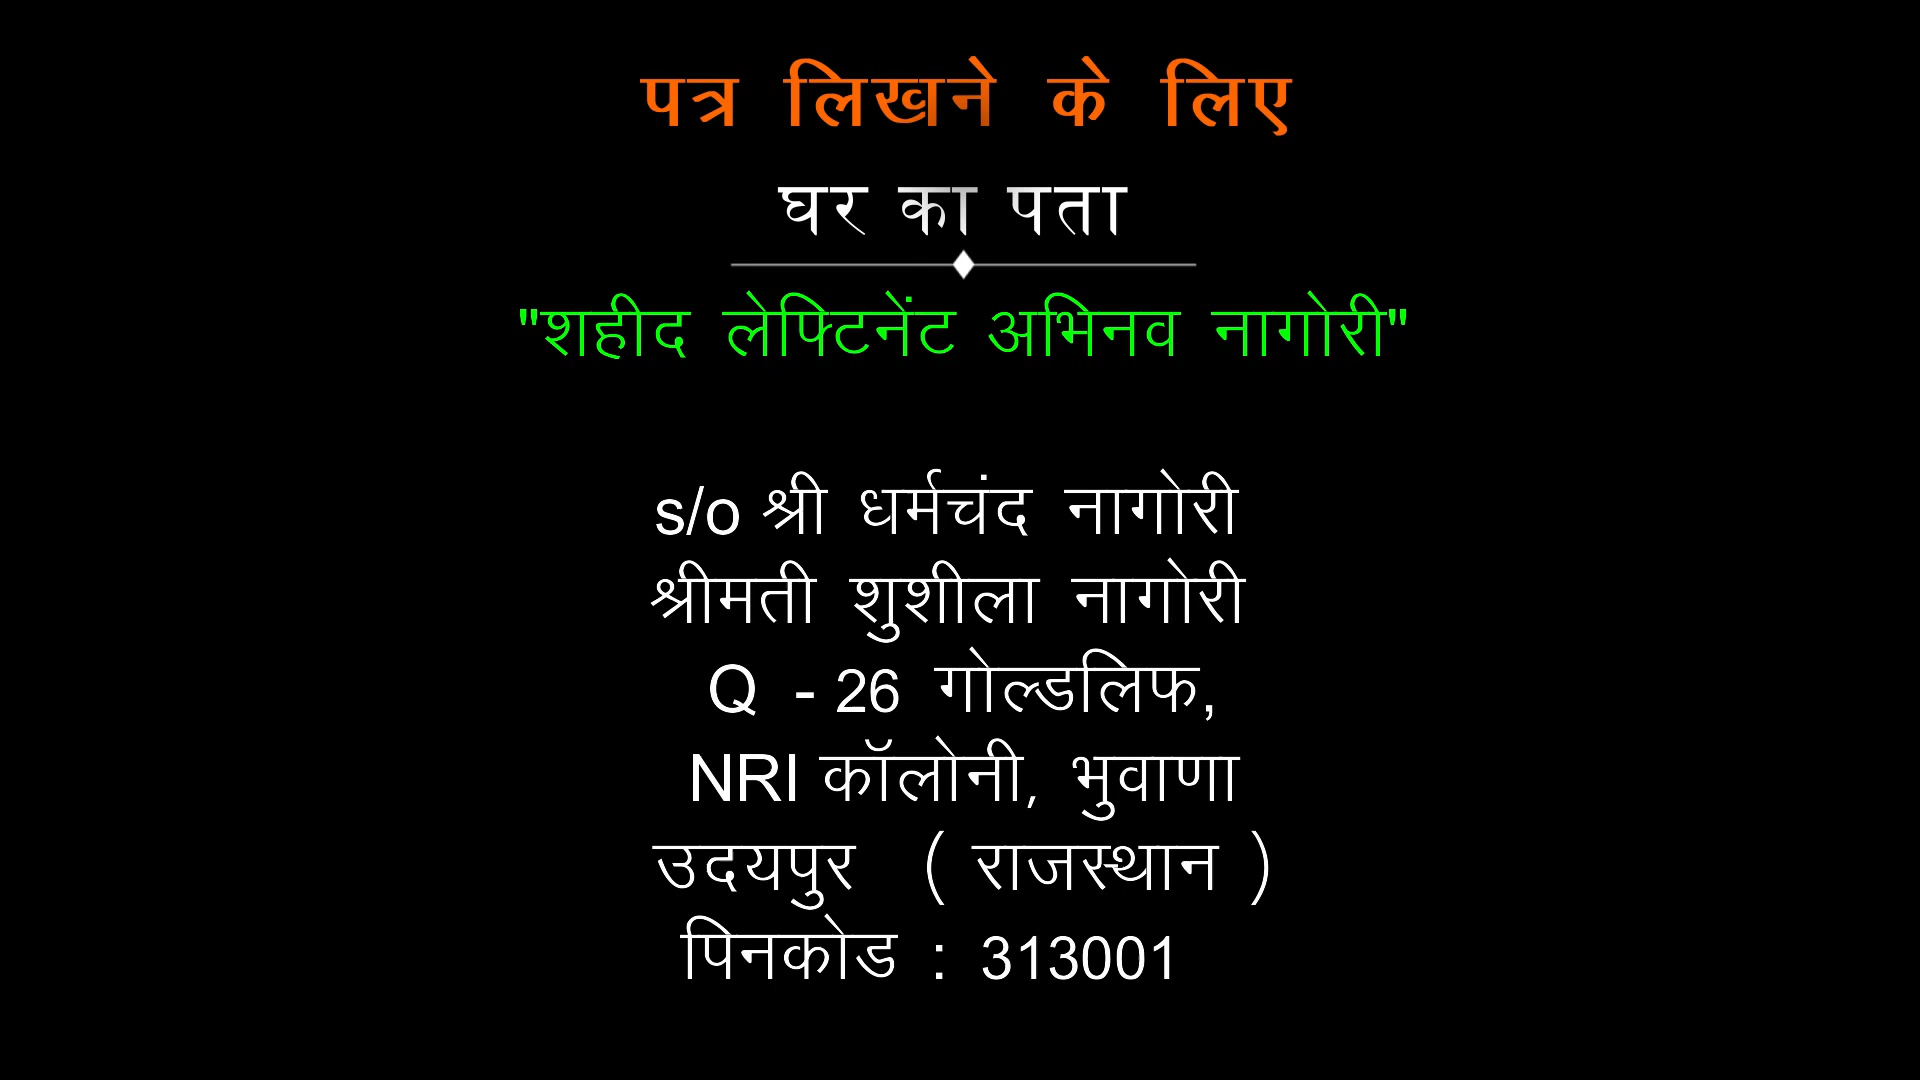 पत्र लिखने के लिए
घर का पता
"शहीद लेफ्टिनेंट अभिनव नागोरी"
s/o श्री धर्मचंद नागोरी
श्रीमती शुशीला नागोरी
Q - 26 गोल्डलिफ,
NRI कॉलोनी, भुवाणा
उदयपुर ( राजस्थान )
पिनकोड : 313001